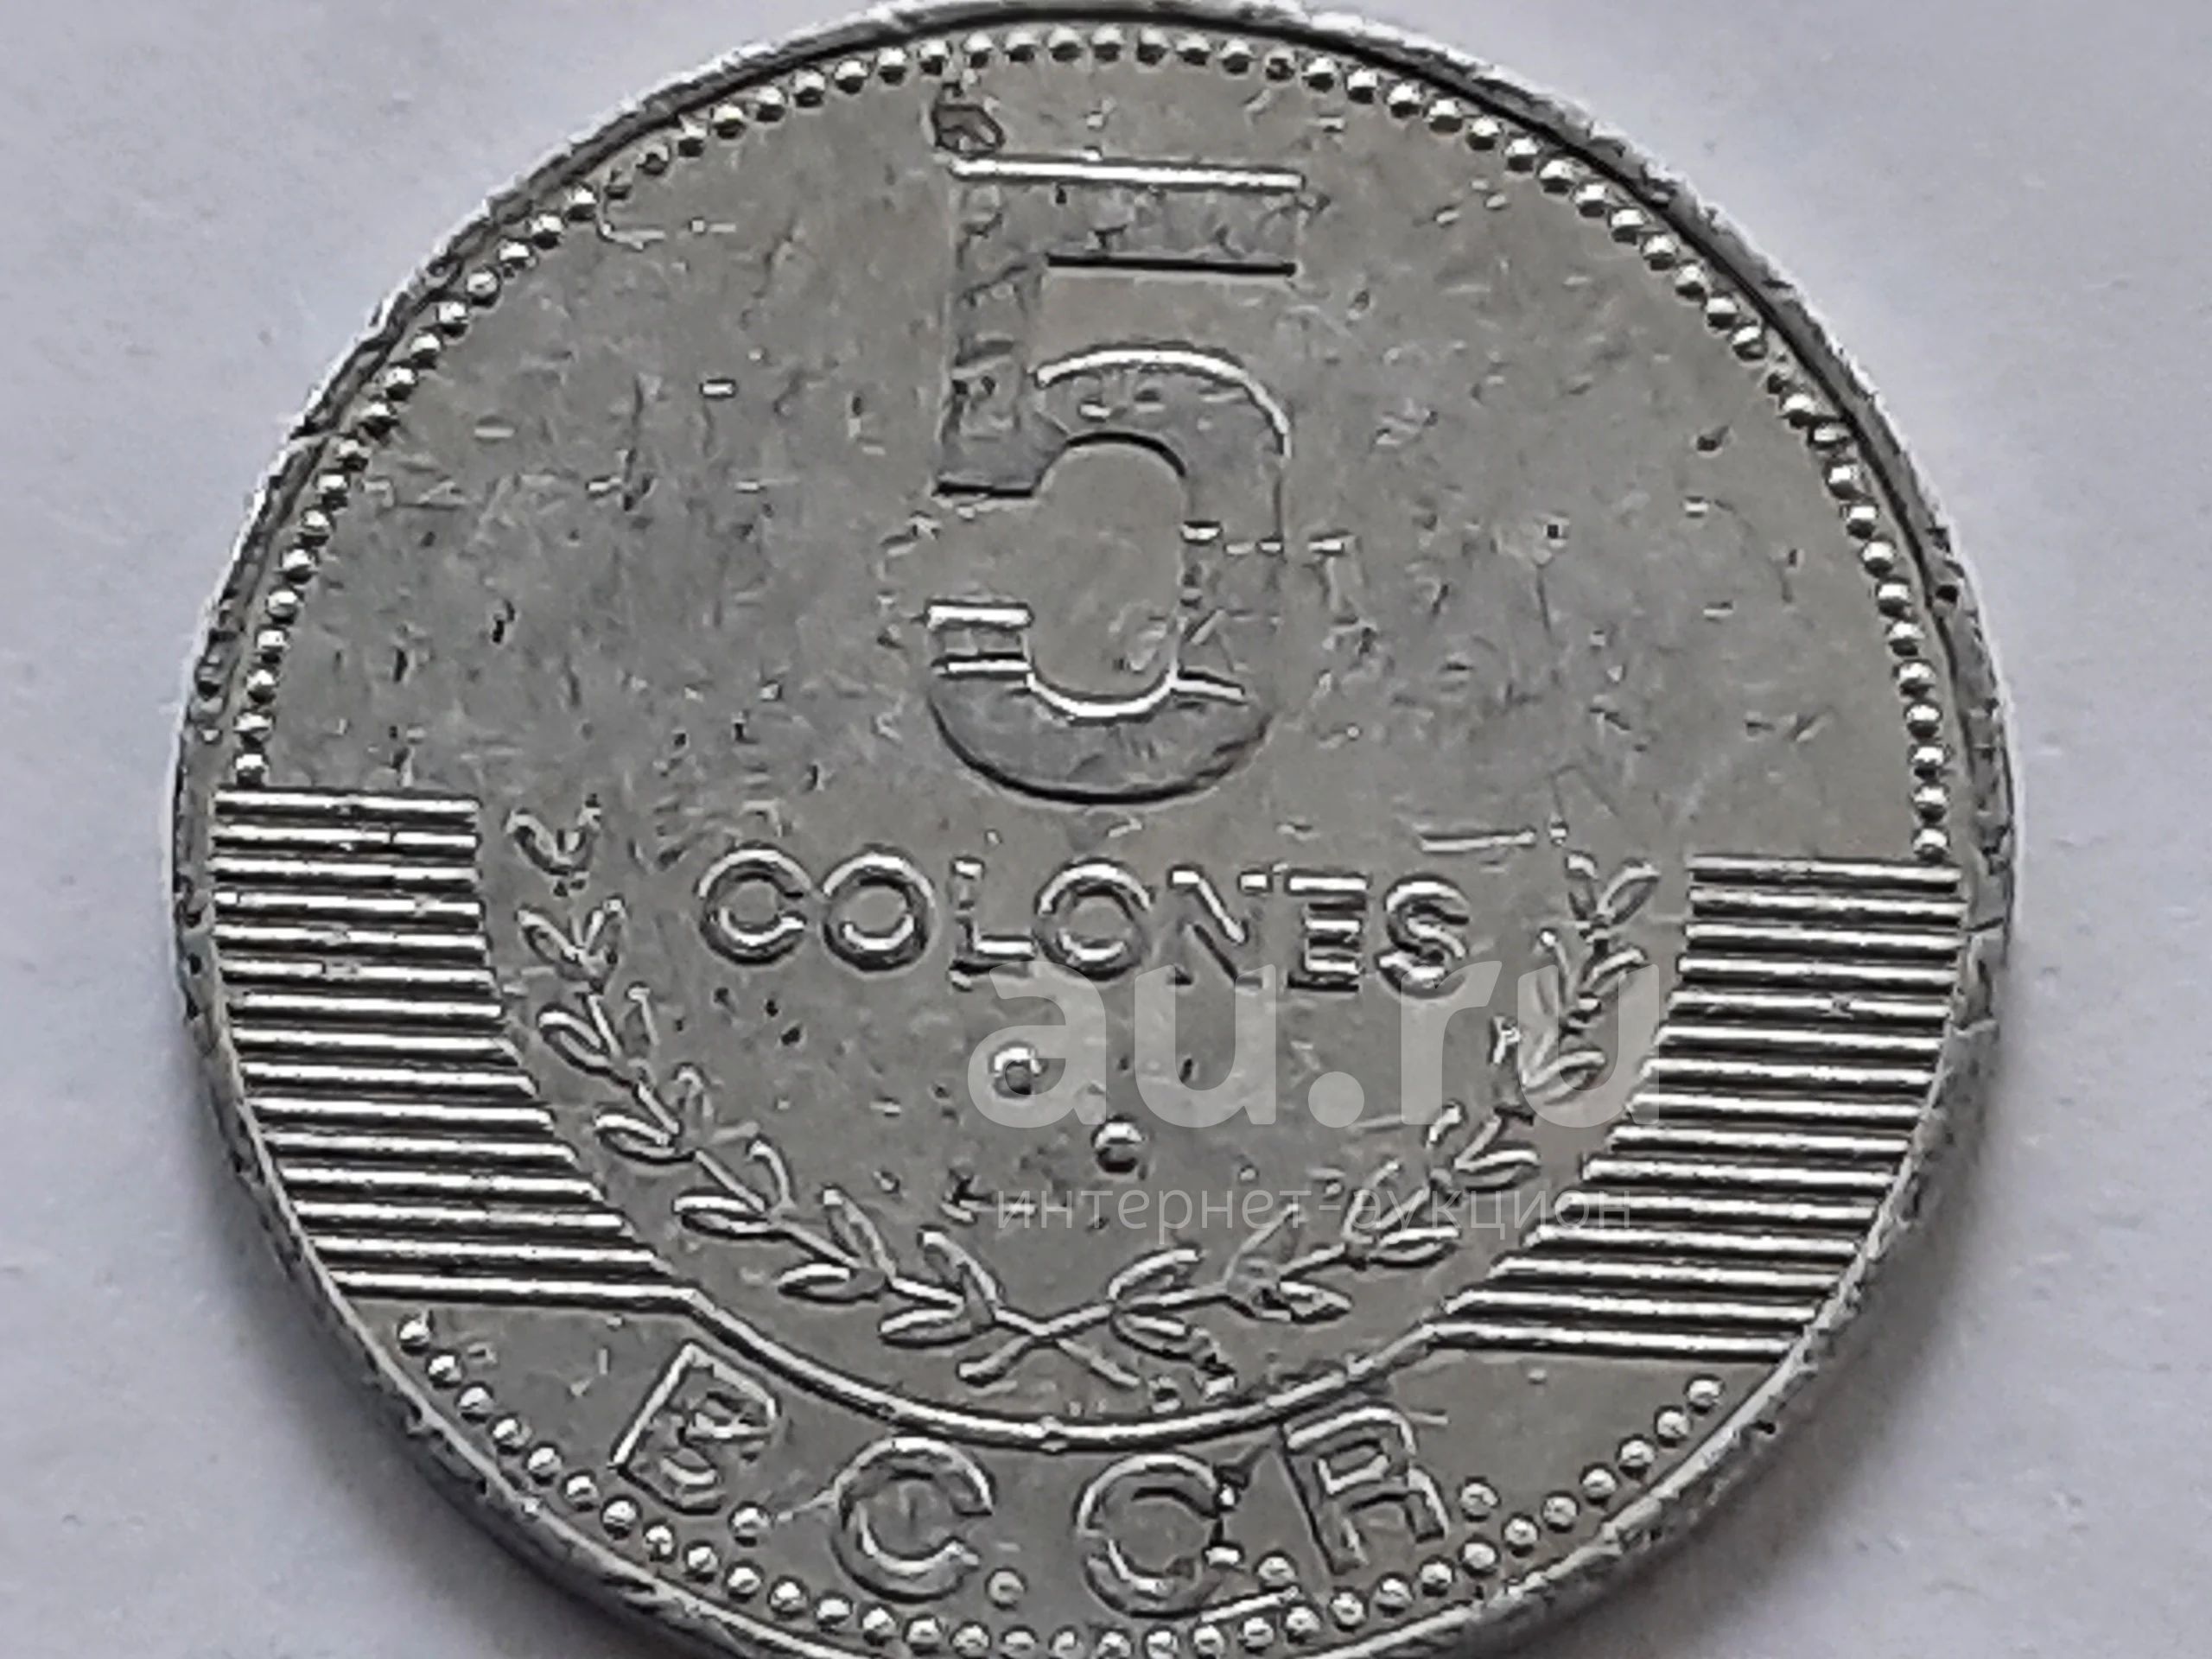 5
COLONES
au.ru
интернет-аукцион
B.C.C.R.